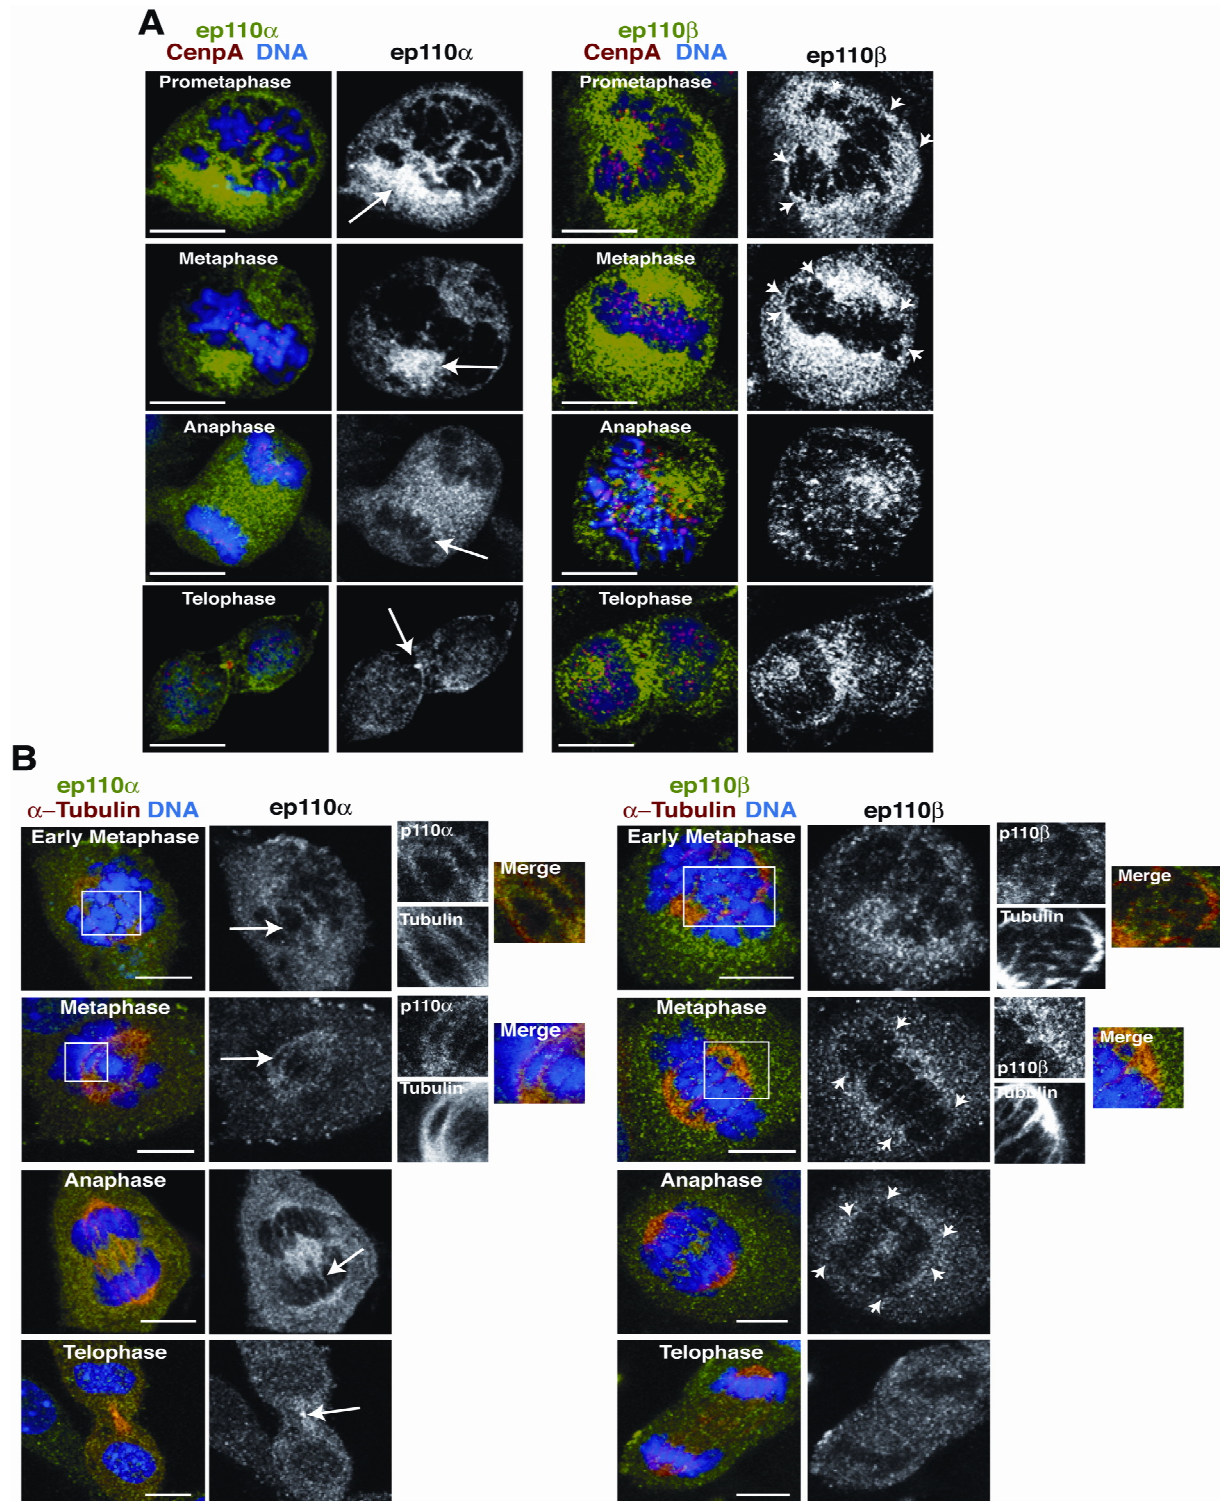 A
ep110α
CenpA DNA
ep110α
ep110β
CenpA DNA
ep110β
Prometaphase
Prometaphase
Metaphase
Metaphase
Anaphase
Anaphase
Telophase
Telophase
B
ep110α
α–Tubulin DNA
ep110α
ep110β
α–Tubulin DNA
ep110β
Early Metaphase
p110α
Merge
Tubulin
Early Metaphase
p110β
Merge
Tubulin
Metaphase
p110α
Merge
Tubulin
Metaphase
p110β
Merge
Tubulin
Anaphase
Anaphase
Telophase
Telophase